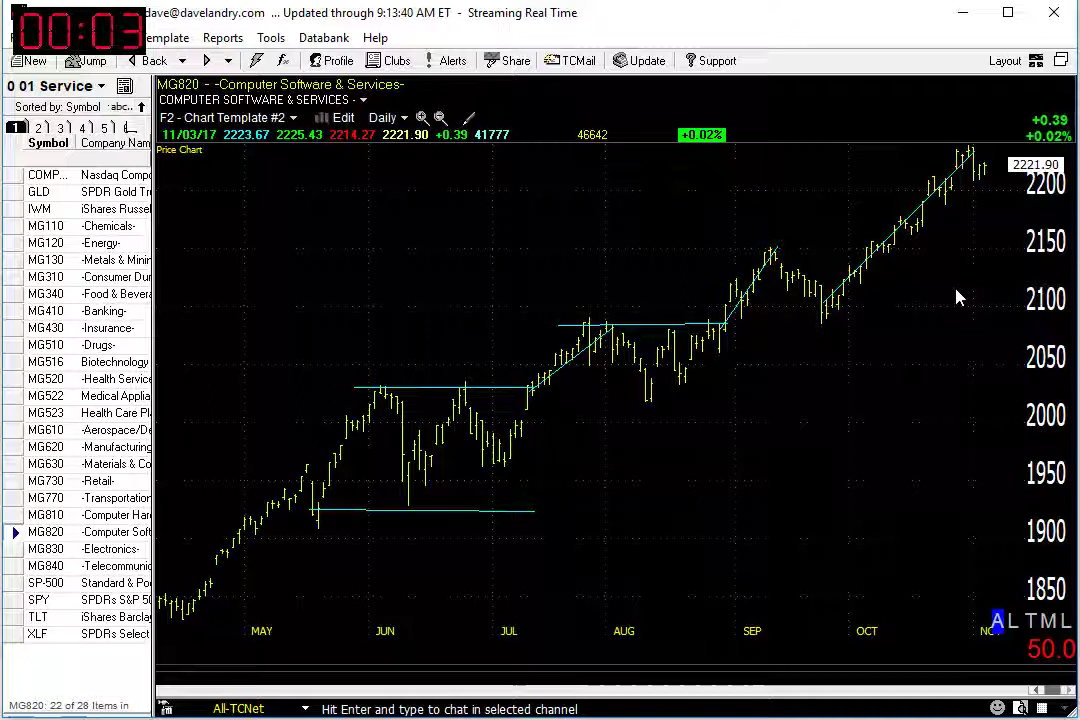 00:03
dave@davelandry.com ... Updated through 9:13:40 AM ET - Streaming Real Time
Template Reports Tools Databank Help
New Jump Back Profile Clubs Alerts Share TCMail Update Support Layout
0 01 Service
Sorted by: Symbol abc..
1 2 3 4 5
Symbol Company Nam
COMP... Nasdaq Compo
GLD SPDR Gold Tr
IWM iShares Russel
MG110 -Chemicals-
MG120 -Energy-
MG130 -Metals & Minin
MG310 -Consumer Dur
MG340 -Food & Bevera
MG410 -Banking-
MG430 -Insurance-
MG510 -Drugs-
MG516 Biotechnology
MG520 -Health Service
MG522 Medical Applia
MG523 Health Care Pl
MG610 -Aerospace/De
MG620 -Manufacturing
MG630 -Materials & Co
MG730 -Retail-
MG770 -Transportation
MG810 -Computer Har
MG820 -Computer Soft
MG830 -Electronics-
MG840 -Telecommuni
SP-500 Standard & Po
SPY SPDRs S&P 50
TLT iShares Barclay
XLF SPDRs Select
MG820: 22 of 28 Items in
MG820 - -Computer Software & Services-
COMPUTER SOFTWARE & SERVICES -
F2 - Chart Template #2 Edit Daily
11/03/17 2223.67 2225.43 2214.27 2221.90 +0.39 41777 46642 +0.02%
+0.39
+0.02%
Price Chart
2221.90
2200
2150
2100
2050
2000
1950
1900
1850
MAY JUN JUL AUG SEP OCT
A L T M L
50.0
All-TCNet Hit Enter and type to chat in selected channel